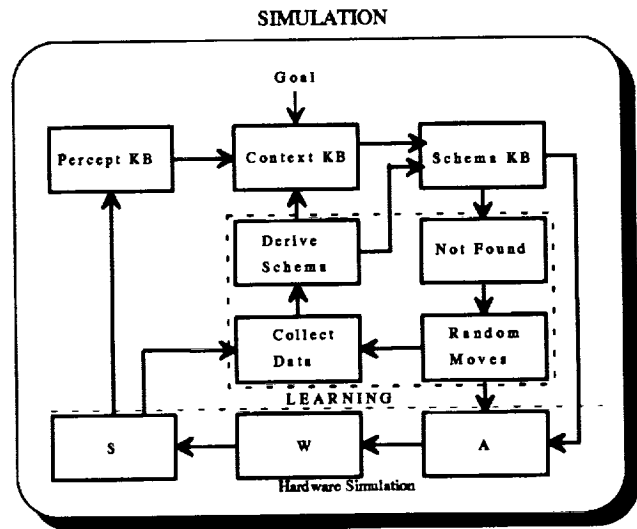 SIMULATION
Goal
Percept KB
Context KB
Schema KB
Derive
Schema
Not Found
Collect
Data
Random
Moves
LEARNING
S
W
A
Hardware Simulation